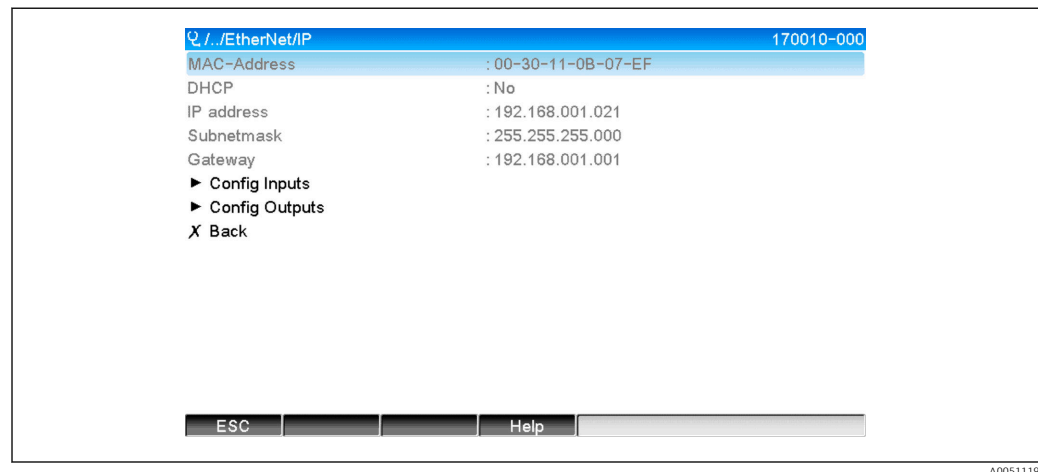 /../EtherNet/IP 170010-000
MAC-Address : 00-30-11-0B-07-EF
DHCP : No
IP address : 192.168.001.021
Subnetmask : 255.255.255.000
Gateway : 192.168.001.001
► Config Inputs
► Config Outputs
X Back
ESC Help
A0051119